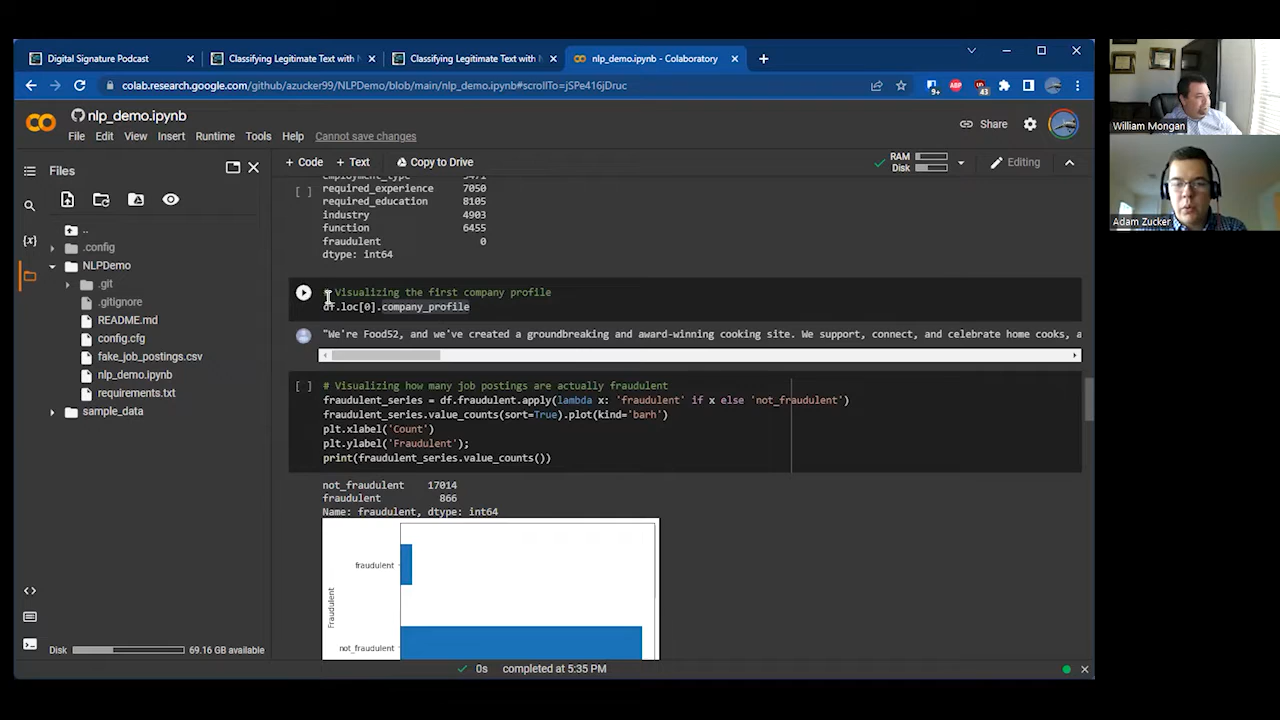 Digital Signature Podcast
Classifying Legitimate Text with N
Classifying Legitimate Text with N
nlp_demo.ipynb - Colaboratory
colab.research.google.com/github/azucker99/NLPDemo/blob/main/nlp_demo.ipynb#scrollTo=jSPe416jDruc
nlp_demo.ipynb
File Edit View Insert Runtime Tools Help Cannot save changes
Share
Files
+ Code + Text Copy to Drive
RAM
Disk
Editing
..
.config
NLPDemo
.git
.gitignore
README.md
config.cfg
fake_job_postings.csv
nlp_demo.ipynb
requirements.txt
sample_data
Disk 69.16 GB available
required_experience 7050
required_education 8105
industry 4903
function 6455
fraudulent 0
dtype: int64
# Visualizing the first company profile
df.loc[0].company_profile
"We're Food52, and we've created a groundbreaking and award-winning cooking site. We support, connect, and celebrate home cooks, a
[ ] # Visualizing how many job postings are actually fraudulent
fraudulent_series = df.fraudulent.apply(lambda x: 'fraudulent' if x else 'not_fraudulent')
fraudulent_series.value_counts(sort=True).plot(kind='barh')
plt.xlabel('Count')
plt.ylabel('Fraudulent');
print(fraudulent_series.value_counts())
not_fraudulent 17014
fraudulent 866
Name: fraudulent, dtype: int64
fraudulent
Fraudulent
not_fraudulent
0s completed at 5:35 PM
William Mongan
Adam Zucker